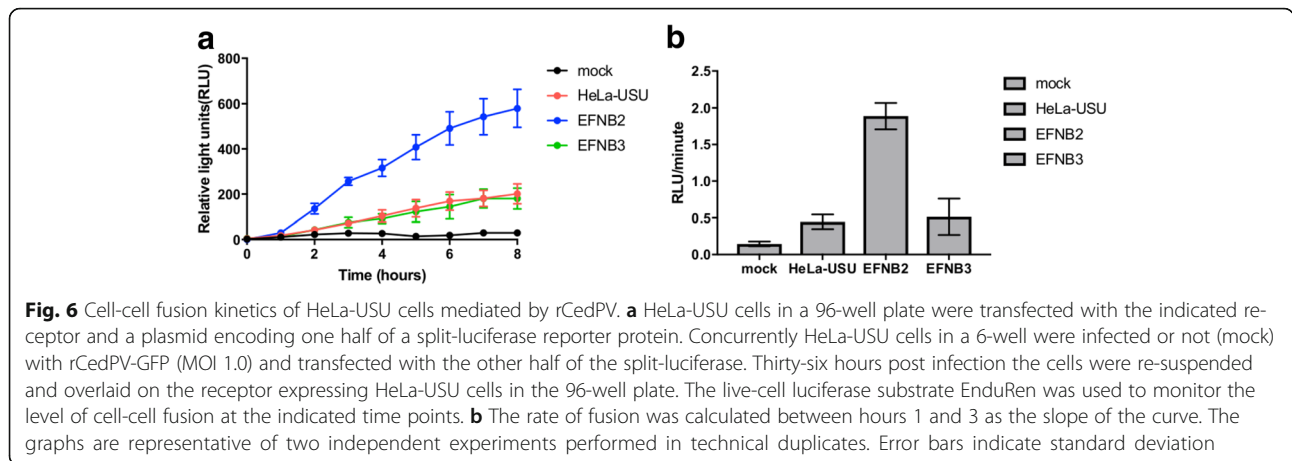 a
800
600
400
200
0
Relative light units(RLU)
0 2 4 6 8
Time (hours)
mock
HeLa-USU
EFNB2
EFNB3
b
2.5
2.0
1.5
1.0
0.5
0.0
RLU/minute
mock HeLa-USU EFNB2 EFNB3
mock
HeLa-USU
EFNB2
EFNB3
Fig. 6 Cell-cell fusion kinetics of HeLa-USU cells mediated by rCedPV. a HeLa-USU cells in a 96-well plate were transfected with the indicated re-
ceptor and a plasmid encoding one half of a split-luciferase reporter protein. Concurrently HeLa-USU cells in a 6-well were infected or not (mock)
with rCedPV-GFP (MOI 1.0) and transfected with the other half of the split-luciferase. Thirty-six hours post infection the cells were re-suspended
and overlaid on the receptor expressing HeLa-USU cells in the 96-well plate. The live-cell luciferase substrate EnduRen was used to monitor the
level of cell-cell fusion at the indicated time points. b The rate of fusion was calculated between hours 1 and 3 as the slope of the curve. The
graphs are representative of two independent experiments performed in technical duplicates. Error bars indicate standard deviation